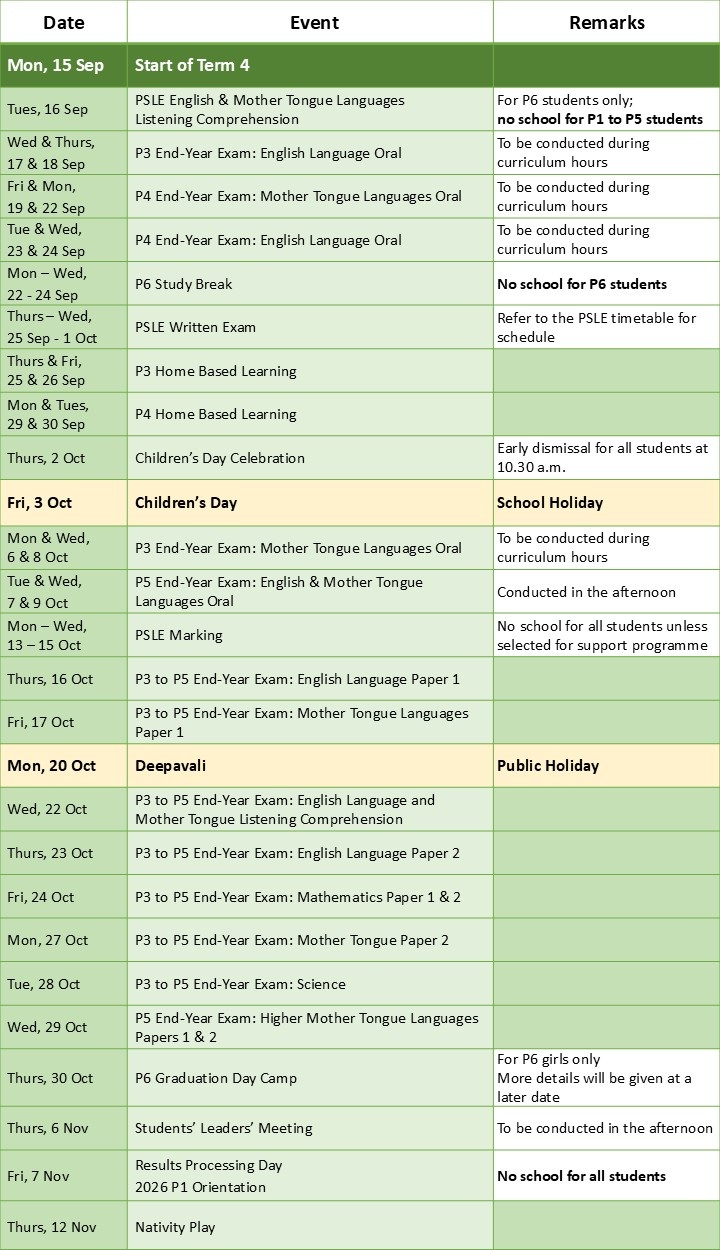 Date Event Remarks
Mon, 15 Sep Start of Term 4
Tues, 16 Sep
PSLE English & Mother Tongue Languages
Listening Comprehension
For P6 students only;
no school for P1 to P5 students
Wed & Thurs,
17 & 18 Sep
P3 End-Year Exam: English Language Oral
To be conducted during
curriculum hours
Fri & Mon,
19 & 22 Sep
P4 End-Year Exam: Mother Tongue Languages Oral
To be conducted during
curriculum hours
Tue & Wed,
23 & 24 Sep
P4 End-Year Exam: English Language Oral
To be conducted during
curriculum hours
Mon – Wed,
22 - 24 Sep
P6 Study Break
No school for P6 students
Thurs – Wed,
25 Sep - 1 Oct
PSLE Written Exam
Refer to the PSLE timetable for
schedule
Thurs & Fri,
25 & 26 Sep
P3 Home Based Learning
Mon & Tues,
29 & 30 Sep
P4 Home Based Learning
Thurs, 2 Oct
Children’s Day Celebration
Early dismissal for all students at
10.30 a.m.
Fri, 3 Oct Children’s Day School Holiday
Mon & Wed,
6 & 8 Oct
P3 End-Year Exam: Mother Tongue Languages Oral
To be conducted during
curriculum hours
Tue & Wed,
7 & 9 Oct
P5 End-Year Exam: English & Mother Tongue
Languages Oral
Conducted in the afternoon
Mon – Wed,
13 – 15 Oct
PSLE Marking
No school for all students unless
selected for support programme
Thurs, 16 Oct P3 to P5 End-Year Exam: English Language Paper 1
Fri, 17 Oct
P3 to P5 End-Year Exam: Mother Tongue Languages
Paper 1
Mon, 20 Oct Deepavali Public Holiday
Wed, 22 Oct
P3 to P5 End-Year Exam: English Language and
Mother Tongue Listening Comprehension
Thurs, 23 Oct P3 to P5 End-Year Exam: English Language Paper 2
Fri, 24 Oct P3 to P5 End-Year Exam: Mathematics Paper 1 & 2
Mon, 27 Oct P3 to P5 End-Year Exam: Mother Tongue Paper 2
Tue, 28 Oct P3 to P5 End-Year Exam: Science
Wed, 29 Oct
P5 End-Year Exam: Higher Mother Tongue Languages
Papers 1 & 2
Thurs, 30 Oct
P6 Graduation Day Camp
For P6 girls only
More details will be given at a
later date
Thurs, 6 Nov Students’ Leaders’ Meeting To be conducted in the afternoon
Fri, 7 Nov
Results Processing Day
2026 P1 Orientation
No school for all students
Thurs, 12 Nov Nativity Play